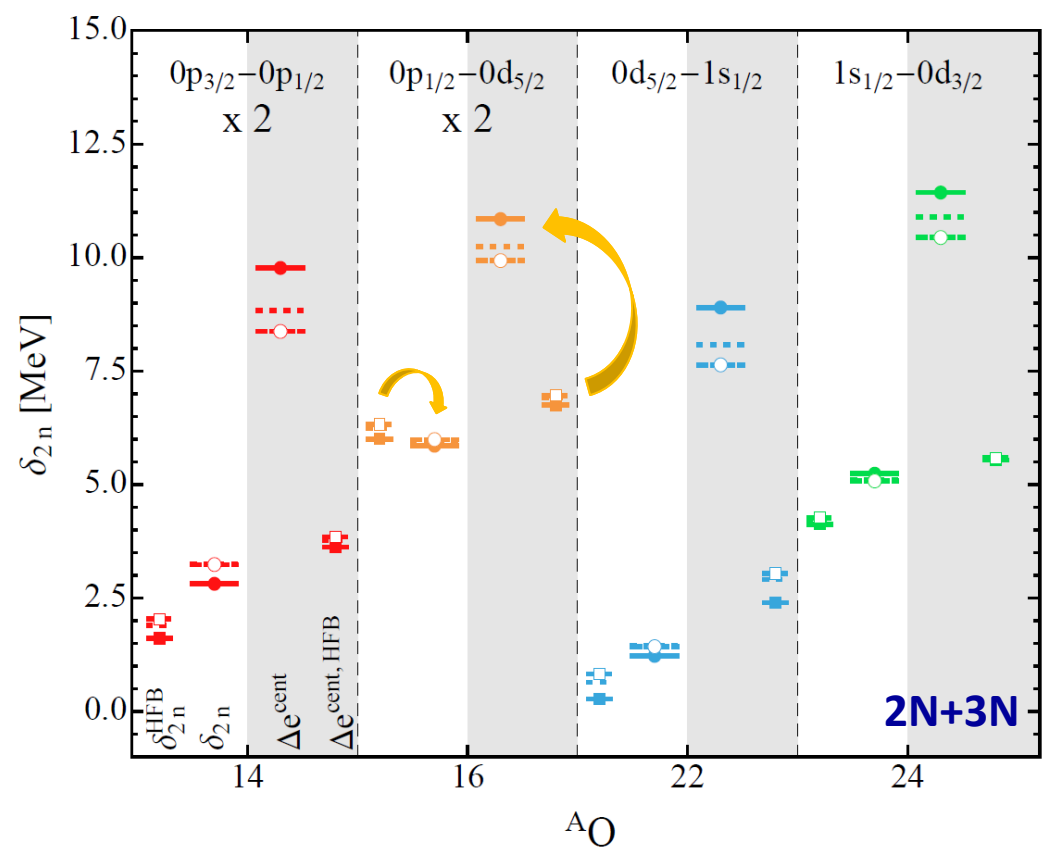 15.0
12.5
10.0
7.5
5.0
2.5
0.0
δ2n [MeV]
0p3/2−0p1/2
x 2
0p1/2−0d5/2
x 2
0d5/2−1s1/2
1s1/2−0d3/2
δ2nHFB
δ2n
Δecent
Δecent, HFB
2N+3N
14
16
22
24
AO